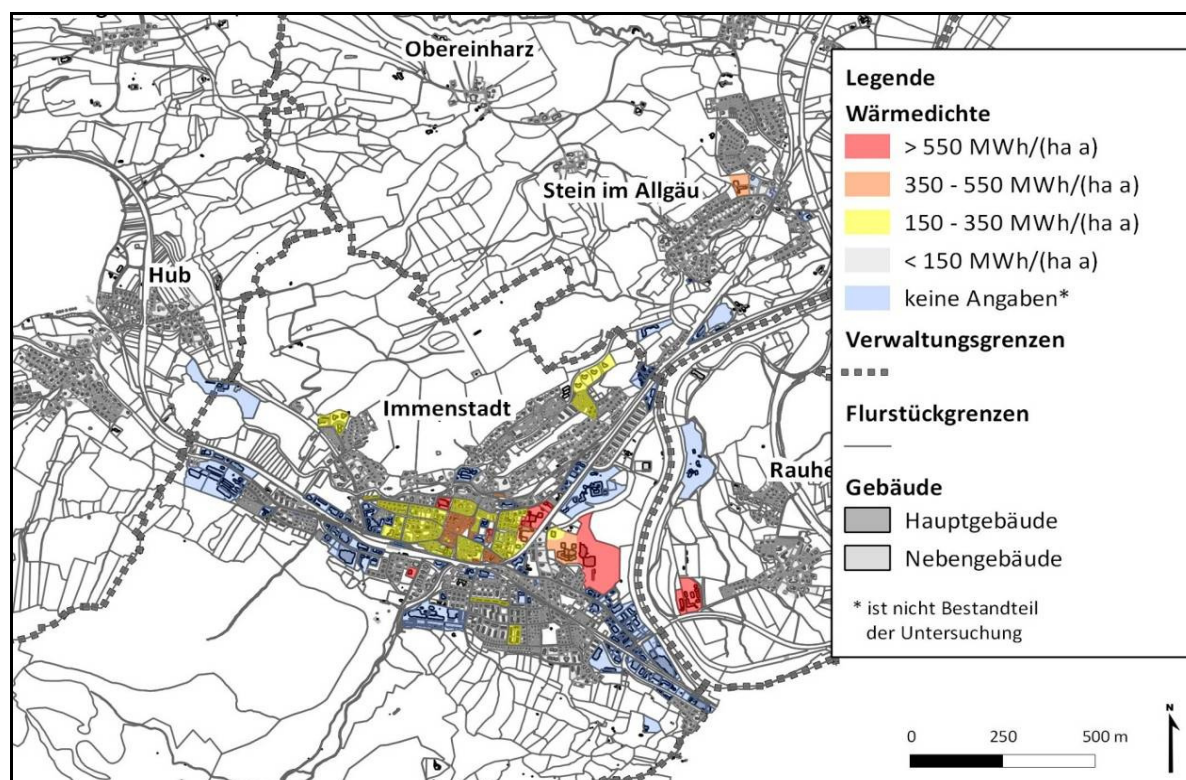 Obereinharz
Stein im Allgäu
Hub
Immenstadt
Rauhe
Legende
Wärmedichte
> 550 MWh/(ha a)
350 - 550 MWh/(ha a)
150 - 350 MWh/(ha a)
< 150 MWh/(ha a)
keine Angaben*
Verwaltungsgrenzen
Flurstückgrenzen
Gebäude
Hauptgebäude
Nebengebäude
* ist nicht Bestandteil
der Untersuchung
N
0 250 500 m